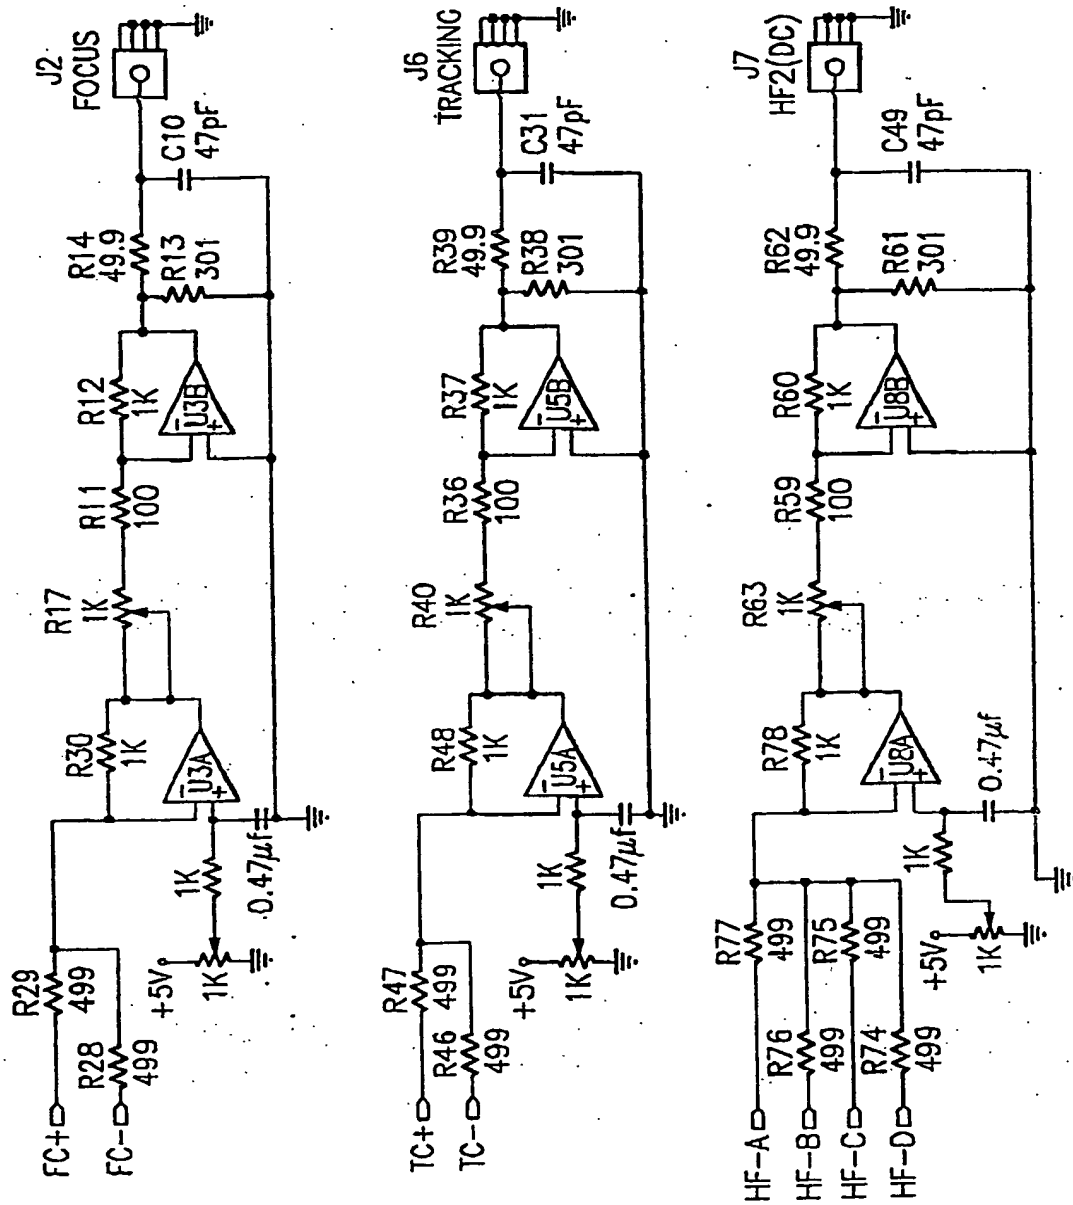 J2
FOCUS
C10
47pF
R14
49.9
R13
301
R12
1K
U3B
−
+
R11
100
R17
1K
R30
1K
U3A
−
+
0.47µf
1K
+5V
1K
R29
499
R28
499
FC+
FC−
J6
TRACKING
C31
47pF
R39
49.9
R38
301
R37
1K
U5B
−
+
R36
100
R40
1K
R48
1K
U5A
−
+
0.47µf
1K
+5V
1K
R47
499
R46
499
TC+
TC−
J7
HF2(DC)
C49
47pF
R62
49.9
R61
301
R60
1K
U8B
−
+
R59
100
R63
1K
R78
1K
U8A
−
+
0.47µf
1K
+5V
1K
R77
499
R75
499
R76
499
R74
499
HF−A
HF−B
HF−C
HF−D